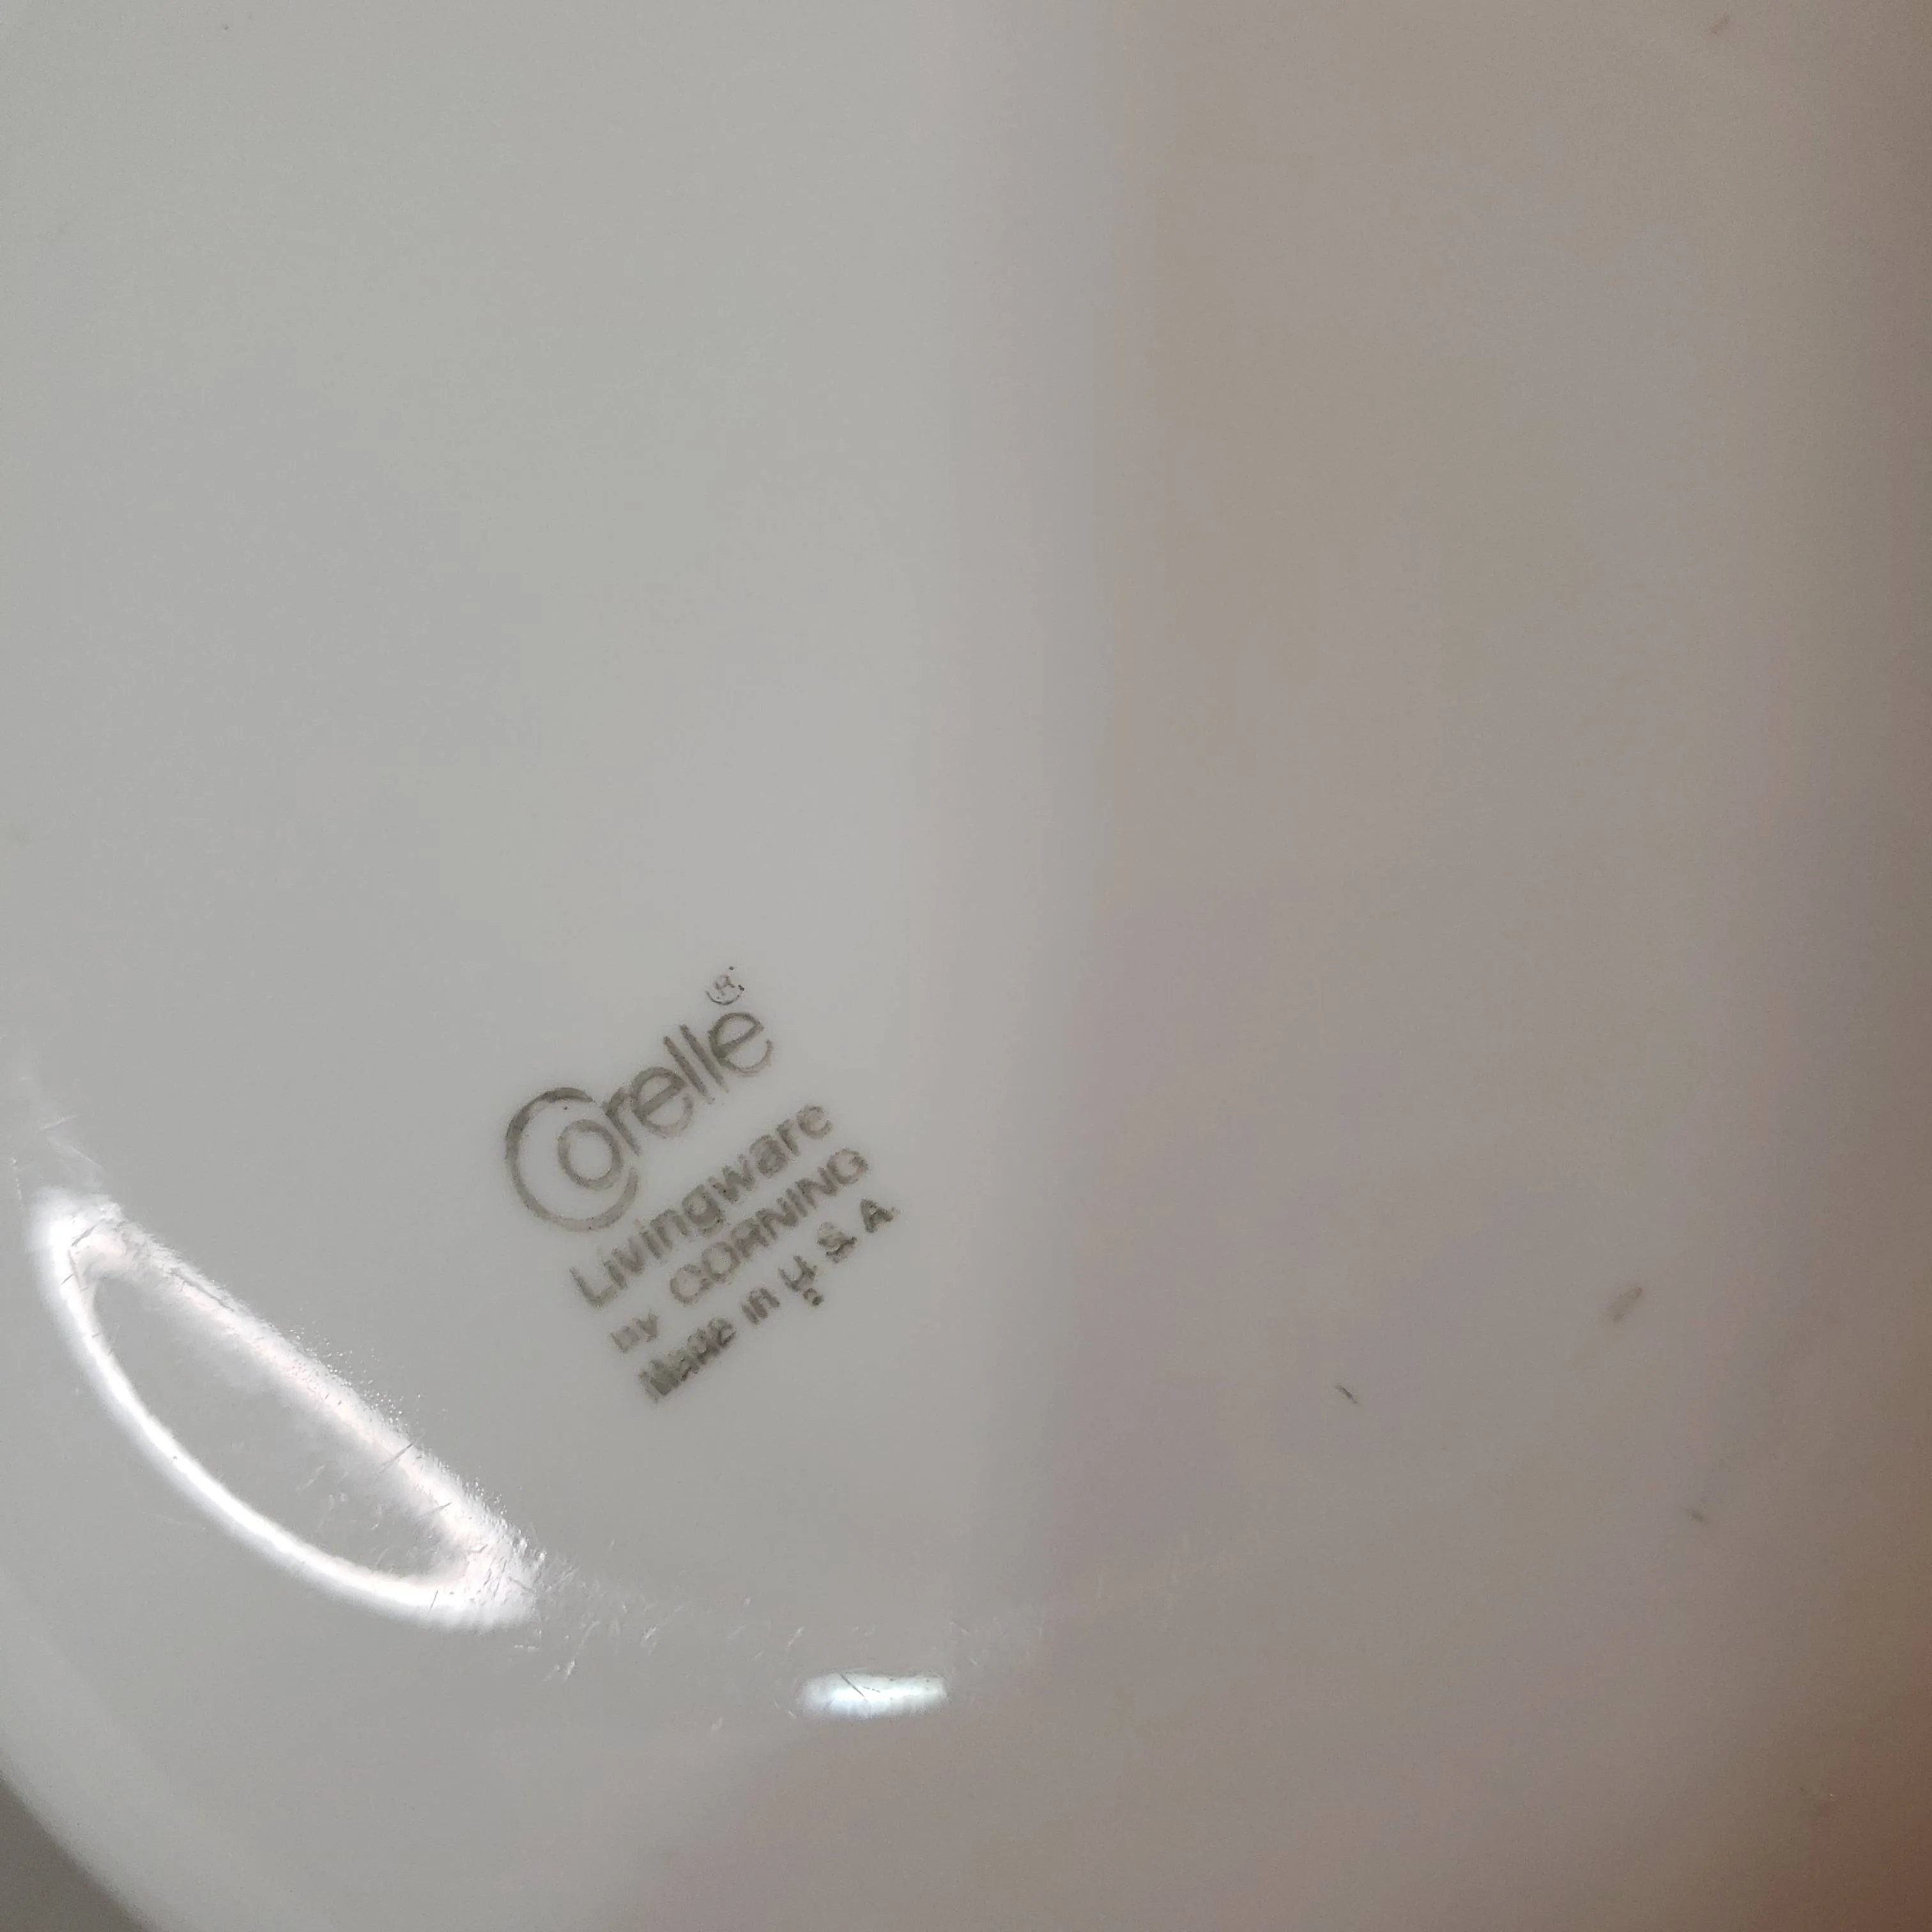 Corelle®
Livingware
by CORNING
Made in U.S.A.